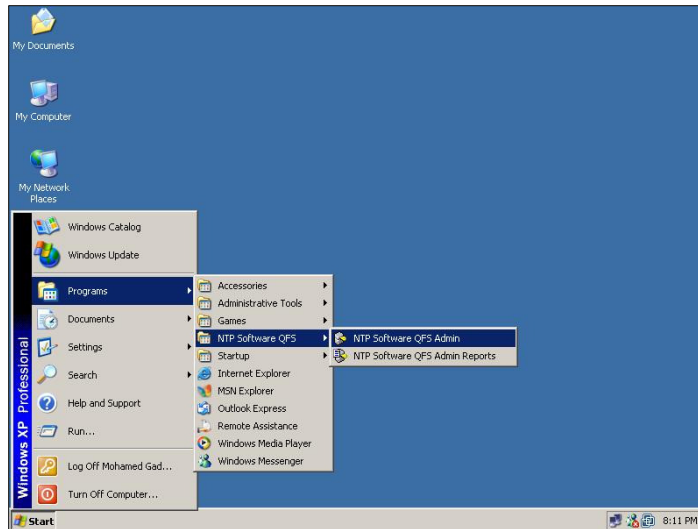 My Documents
My Computer
My Network
Places
Windows XP Professional
Windows Catalog
Windows Update
Programs
Documents
Settings
Search
Help and Support
Run...
Log Off Mohamed Gad...
Turn Off Computer...
Accessories
Administrative Tools
Games
NTP Software QFS
Startup
Internet Explorer
MSN Explorer
Outlook Express
Remote Assistance
Windows Media Player
Windows Messenger
NTP Software QFS Admin
NTP Software QFS Admin Reports
Start
8:11 PM